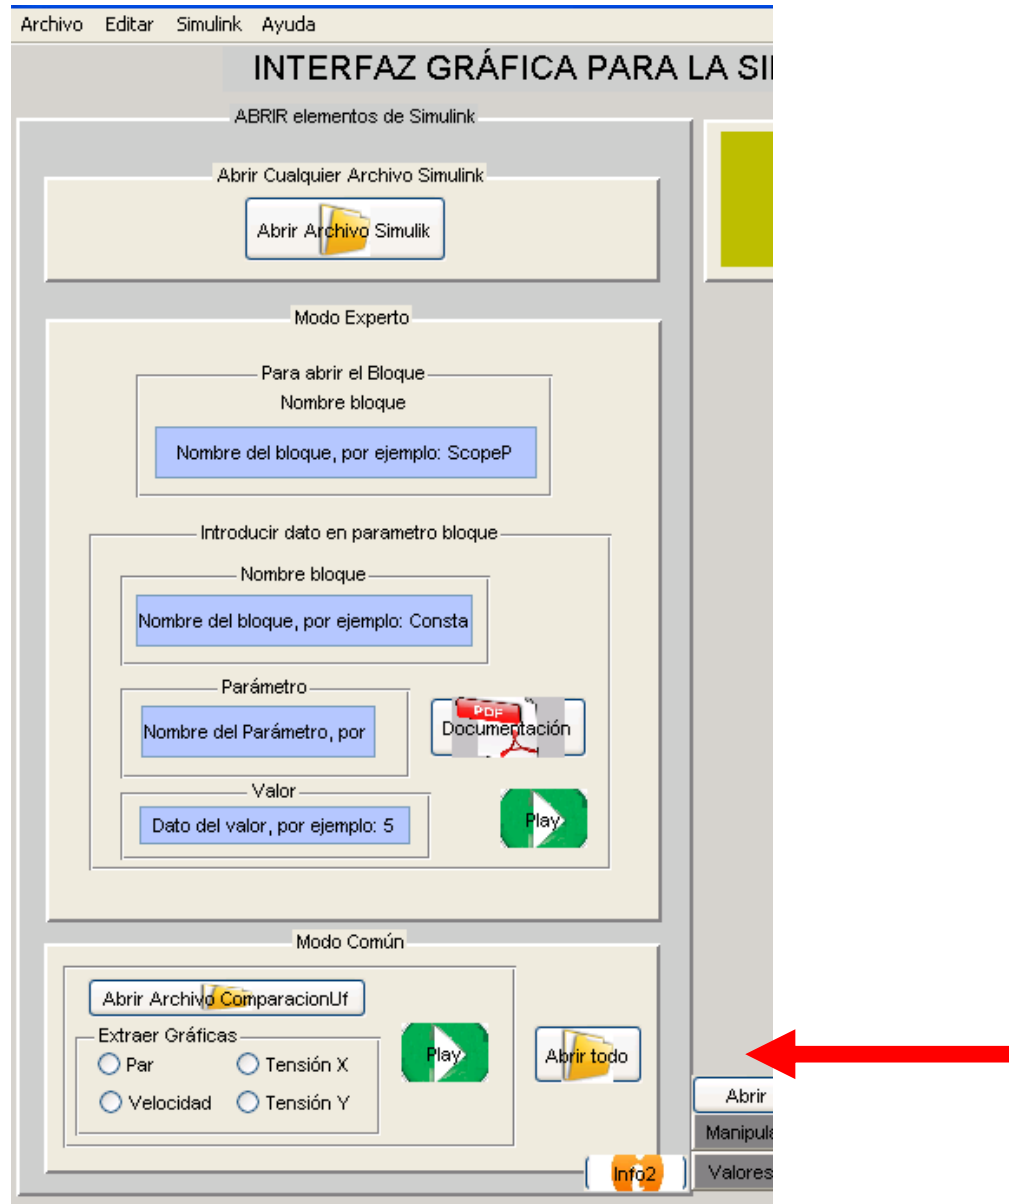 Archivo Editar Simulink Ayuda
INTERFAZ GRÁFICA PARA LA SI
ABRIR elementos de Simulink
Abrir Cualquier Archivo Simulink
Abrir Archivo Simulik
Modo Experto
Para abrir el Bloque
Nombre bloque
Nombre del bloque, por ejemplo: ScopeP
Introducir dato en parametro bloque
Nombre bloque
Nombre del bloque, por ejemplo: Consta
Parámetro
Nombre del Parámetro, por
PDF
Documentación
Valor
Dato del valor, por ejemplo: 5
Play
Modo Común
Abrir Archivo ComparacionUf
Extraer Gráficas
Par Tensión X
Velocidad Tensión Y
Play
Abrir todo
Abrir
Manipula
Info2
Valores